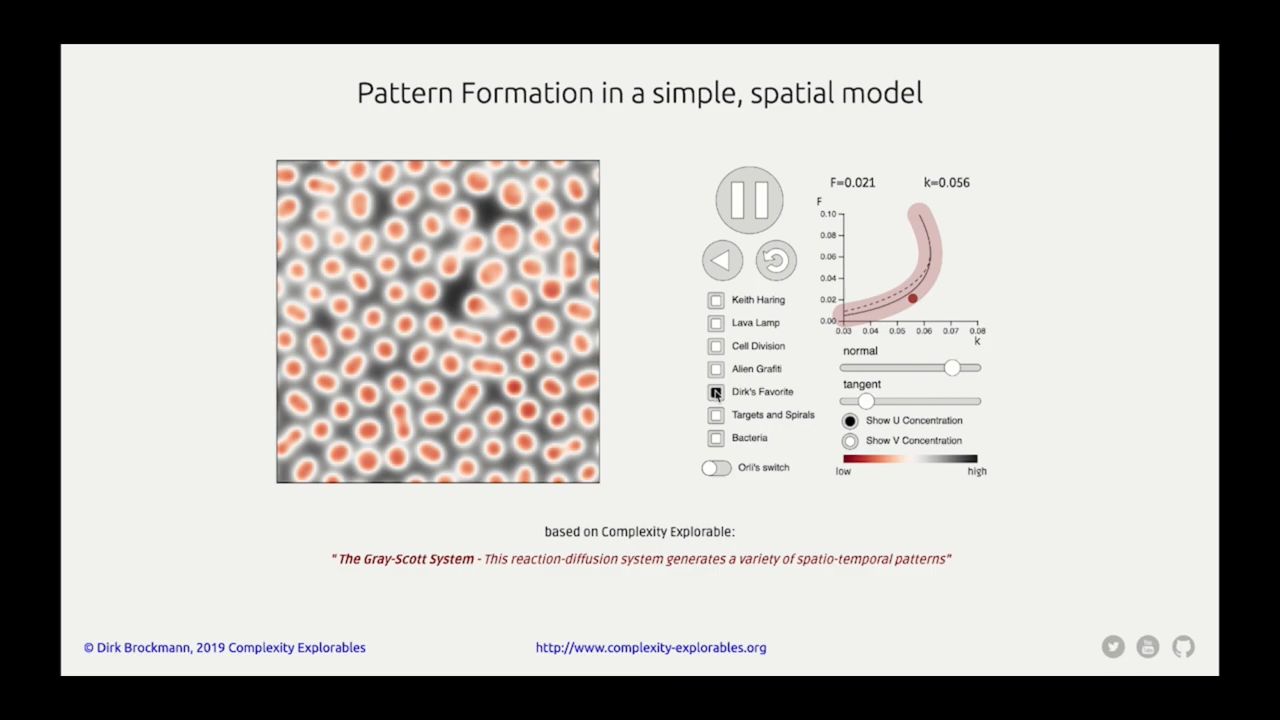 Pattern Formation in a simple, spatial model
F=0.021
k=0.056
F
0.10
0.08
0.06
0.04
0.02
0.00
0.03 0.04 0.05 0.06 0.07 0.08
k
Keith Haring
Lava Lamp
Cell Division
Alien Grafiti
Dirk's Favorite
Targets and Spirals
Bacteria
Orli's switch
normal
tangent
Show U Concentration
Show V Concentration
low high
based on Complexity Explorable:
" The Gray-Scott System - This reaction-diffusion system generates a variety of spatio-temporal patterns"
© Dirk Brockmann, 2019 Complexity Explorables
http://www.complexity-explorables.org
You Tube